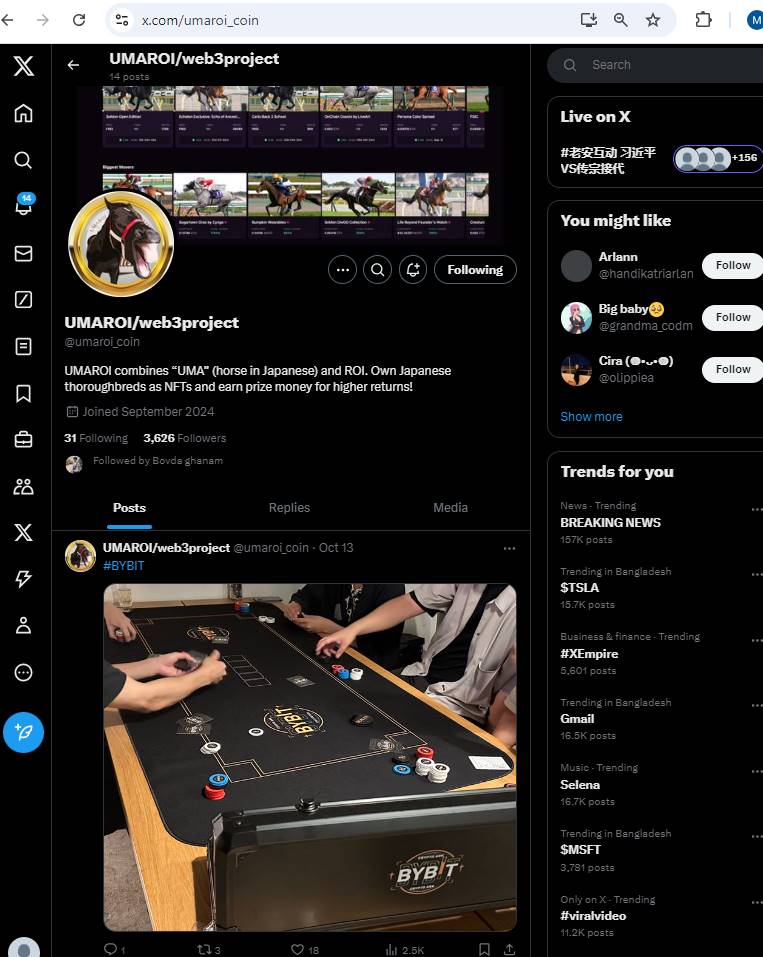 x.com/umaroi_coin
M
UMAROI/web3project
14 posts
Search
Live on X
#老安互动 习近平
VS传宗接代
+156
Biggest Movers
14
Following
UMAROI/web3project
@umaroi_coin
UMAROI combines “UMA” (horse in Japanese) and ROI. Own Japanese
thoroughbreds as NFTs and earn prize money for higher returns!
Joined September 2024
31 Following 3,626 Followers
Followed by Bovda ghanam
Posts Replies Media
UMAROI/web3project @umaroi_coin · Oct 13
#BYBIT
BYBIT
BYBIT
BYBIT
1 3 18 2.5K
You might like
Arlann
@handikatriarlan
Follow
Big baby🥺
@grandma_codm
Follow
Cira
@olippiea
Follow
Show more
Trends for you
News · Trending
BREAKING NEWS
157K posts
Trending in Bangladesh
$TSLA
15.7K posts
Business & finance · Trending
#XEmpire
5,601 posts
Trending in Bangladesh
Gmail
16.5K posts
Music · Trending
Selena
16.7K posts
Trending in Bangladesh
$MSFT
3,781 posts
Only on X · Trending
#viralvideo
11.2K posts